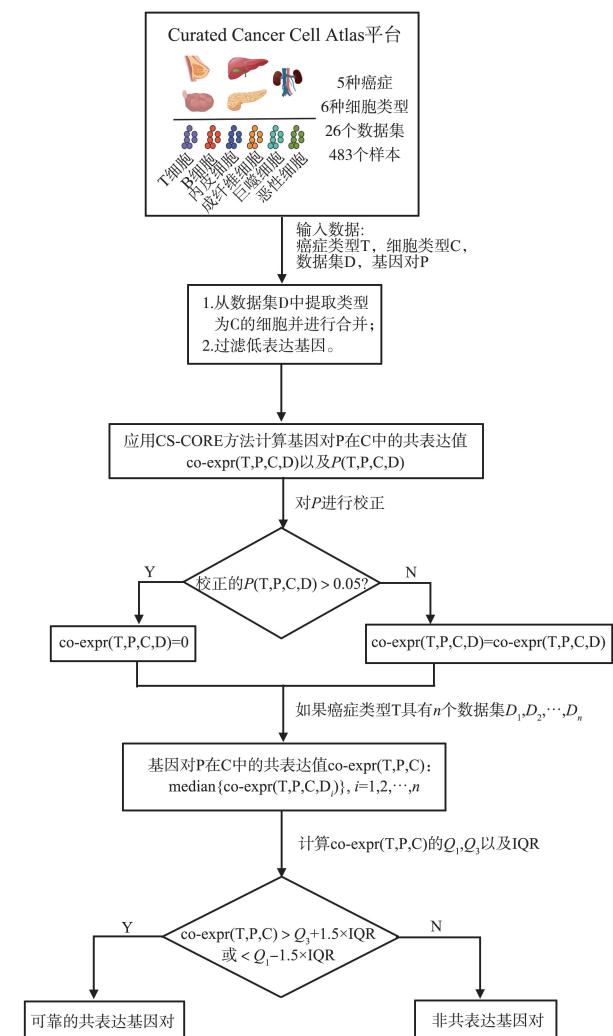 Curated Cancer Cell Atlas平台
5种癌症
6种细胞类型
26个数据集
483个样本
T细胞
B细胞
内皮细胞
成纤维细胞
巨噬细胞
恶性细胞
输入数据:
癌症类型T，细胞类型C，
数据集D，基因对P
1.从数据集D中提取类型
为C的细胞并进行合并；
2.过滤低表达基因。
应用CS-CORE方法计算基因对P在C中的共表达值
co-expr(T,P,C,D)以及P(T,P,C,D)
对P进行校正
校正的P(T,P,C,D)＞0.05?
Y
N
co-expr(T,P,C,D)=0
co-expr(T,P,C,D)=co-expr(T,P,C,D)
如果癌症类型T具有n个数据集D₁,D₂,···,Dₙ
基因对P在C中的共表达值co-expr(T,P,C)：
median{co-expr(T,P,C,Dᵢ)}, i=1,2,···,n
计算co-expr(T,P,C)的Q₁,Q₃以及IQR
co-expr(T,P,C)＞Q₃+1.5×IQR
或＜Q₁−1.5×IQR
Y
N
可靠的共表达基因对
非共表达基因对